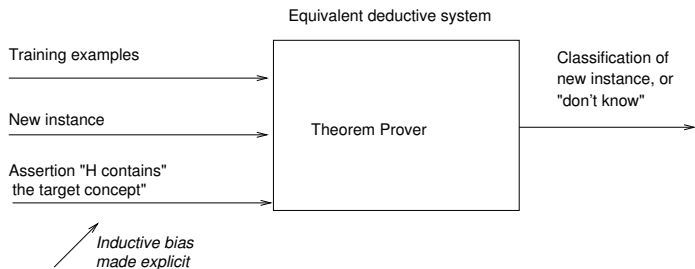 Equivalent deductive system
Training examples
New instance
Assertion "H contains"
the target concept"
Inductive bias
made explicit
Theorem Prover
Classification of
new instance, or
"don't know"